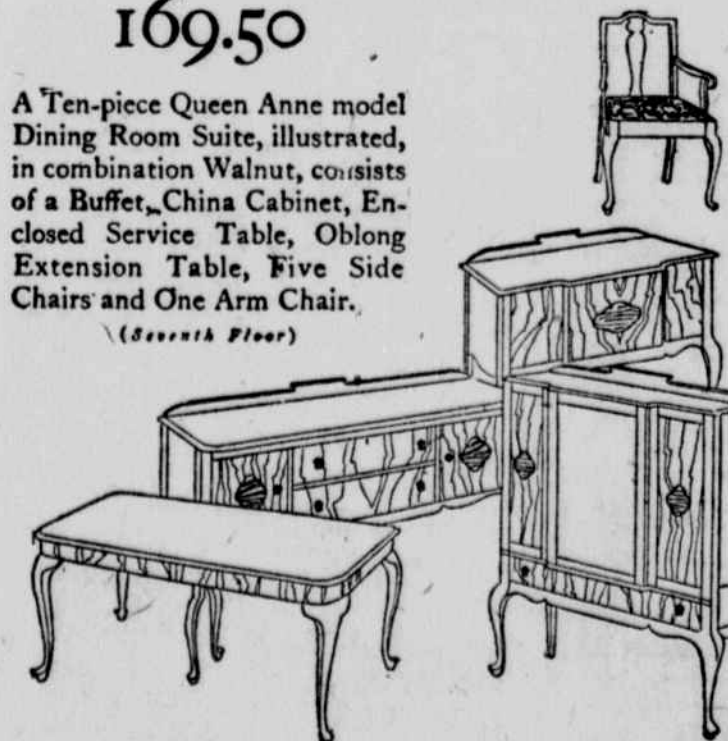 169.50
A Ten-piece Queen Anne model
Dining Room Suite, illustrated,
in combination Walnut, consists
of a Buffet, China Cabinet, En-
closed Service Table, Oblong
Extension Table, Five Side
Chairs and One Arm Chair.
(Seventh Floor)